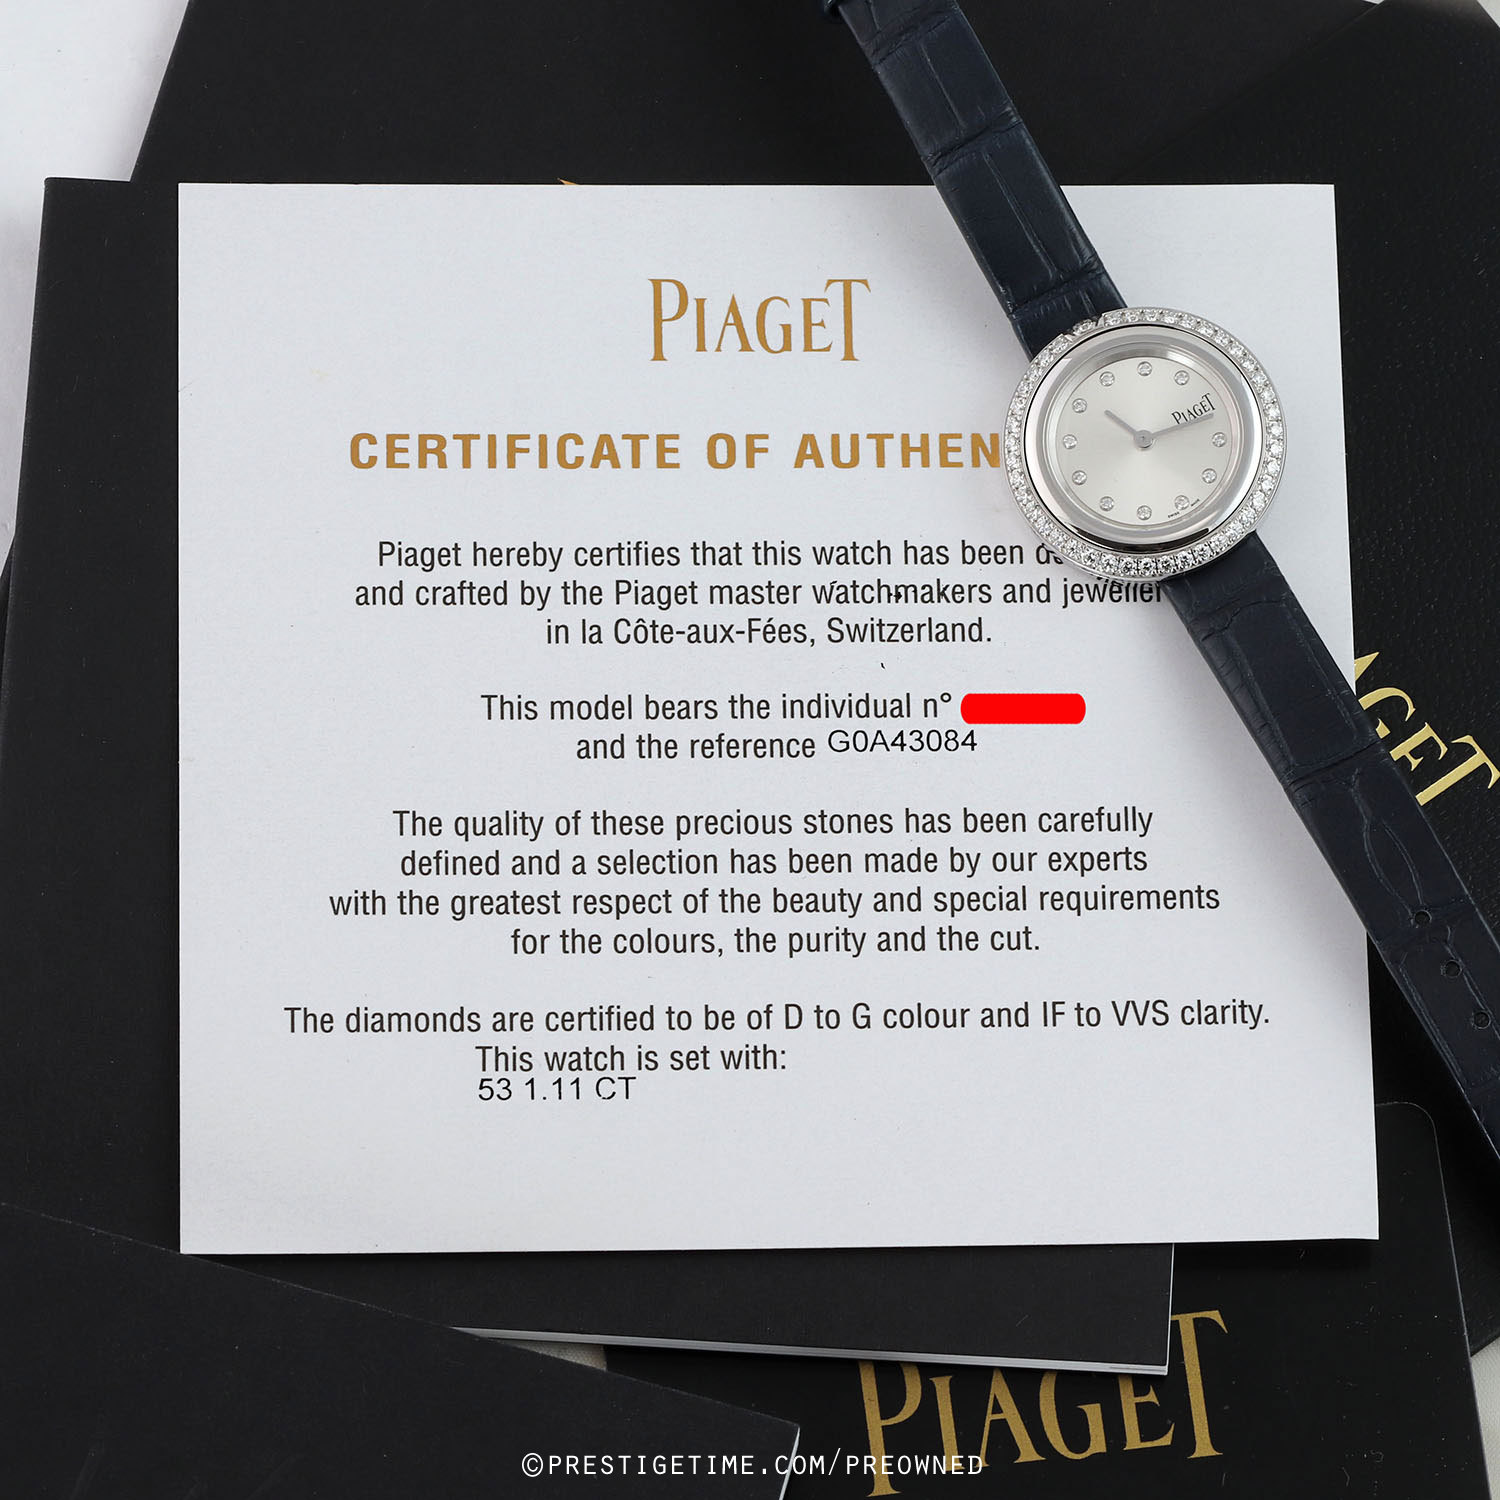 PIAGET
CERTIFICATE OF AUTHEN
PIAGET
SWISS MADE
Piaget hereby certifies that this watch has been
and crafted by the Piaget master watchmakers and jeweller
in la Côte-aux-Fées, Switzerland.
This model bears the individual n°
and the reference G0A43084
The quality of these precious stones has been carefully
defined and a selection has been made by our experts
with the greatest respect of the beauty and special requirements
for the colours, the purity and the cut.
The diamonds are certified to be of D to G colour and IF to VVS clarity.
This watch is set with:
53 1.11 CT
AGET
PIAGET
©PRESTIGETIME.COM/PREOWNED